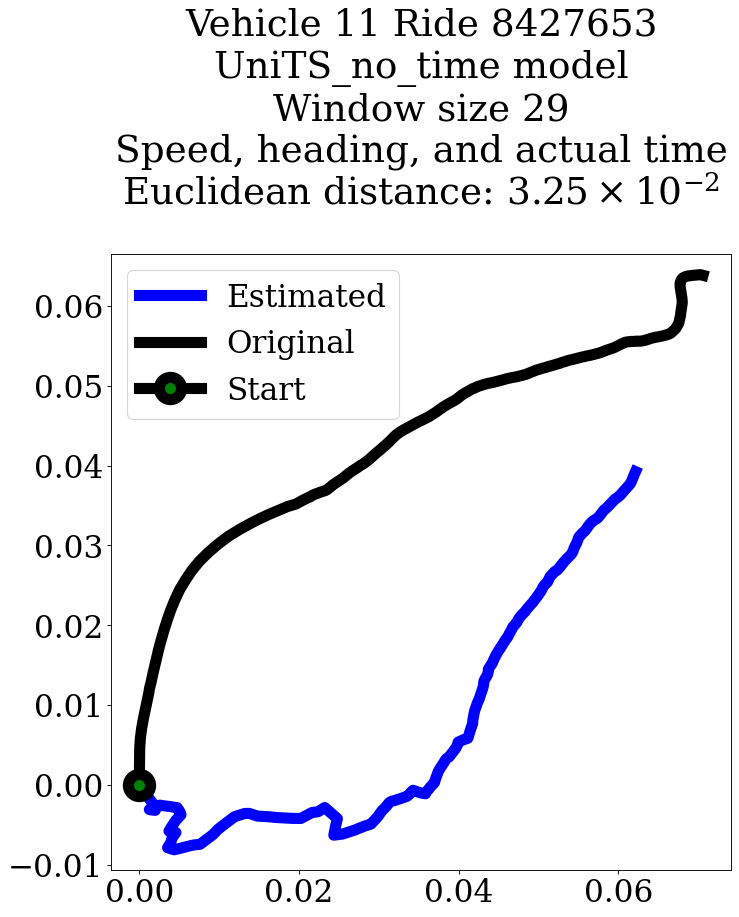 Vehicle 11 Ride 8427653
UniTS_no_time model
Window size 29
Speed, heading, and actual time
Euclidean distance: 3.25 × 10⁻²
Estimated
Original
Start
0.06
0.05
0.04
0.03
0.02
0.01
0.00
−0.01
0.00 0.02 0.04 0.06